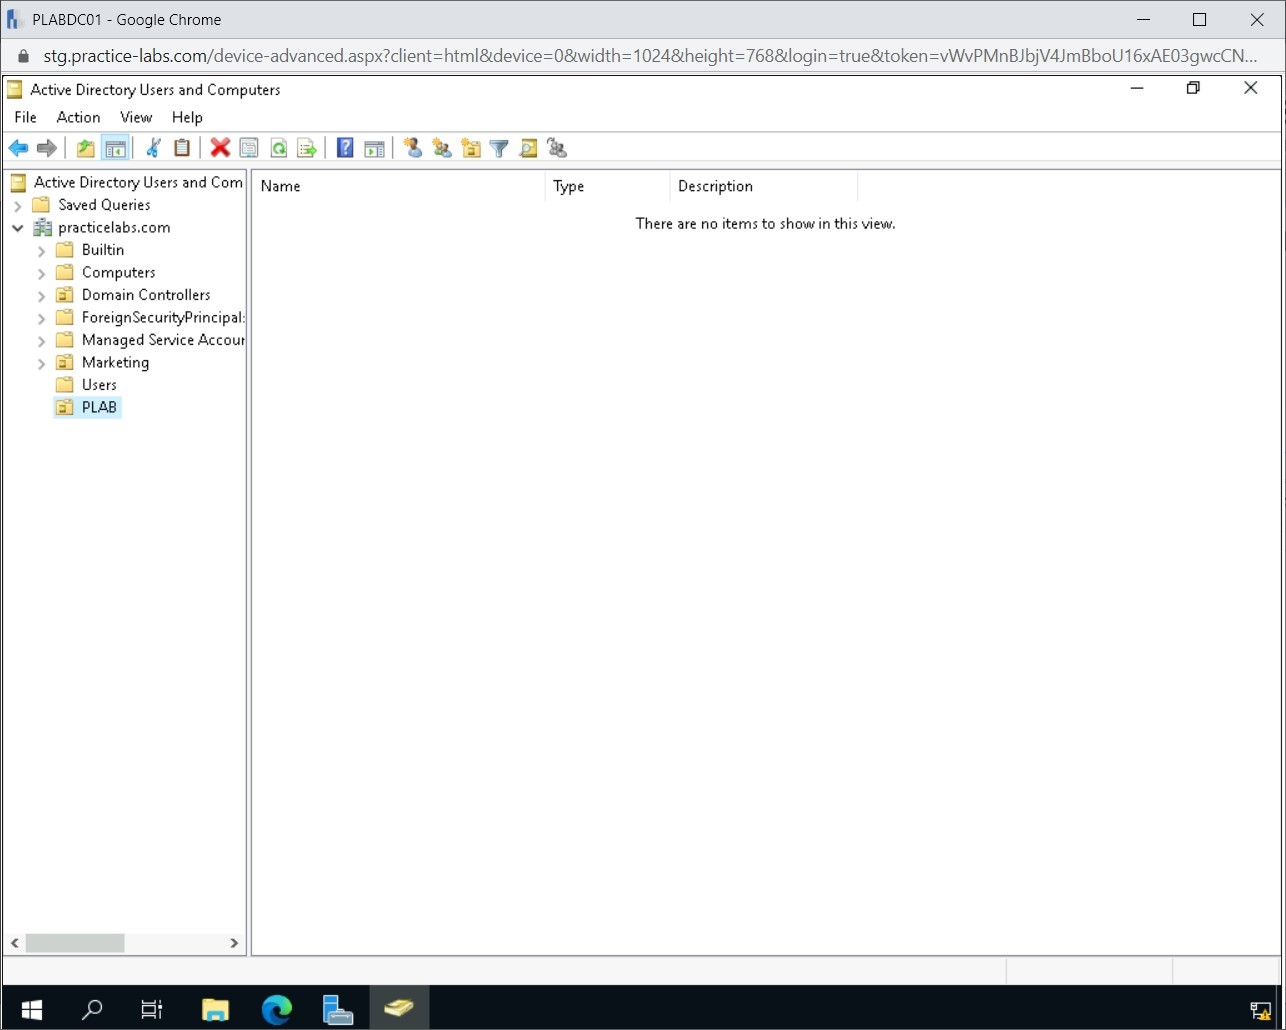 PLABDC01 - Google Chrome
stg.practice-labs.com/device-advanced.aspx?client=html&device=0&width=1024&height=768&login=true&token=vWvPMnBJbjV4JmBboU16xAE03gwcCN...
Active Directory Users and Computers
File Action View Help
Active Directory Users and Com
Name Type Description
Saved Queries
There are no items to show in this view.
practicelabs.com
Builtin
Computers
Domain Controllers
ForeignSecurityPrincipal:
Managed Service Accour
Marketing
Users
PLAB